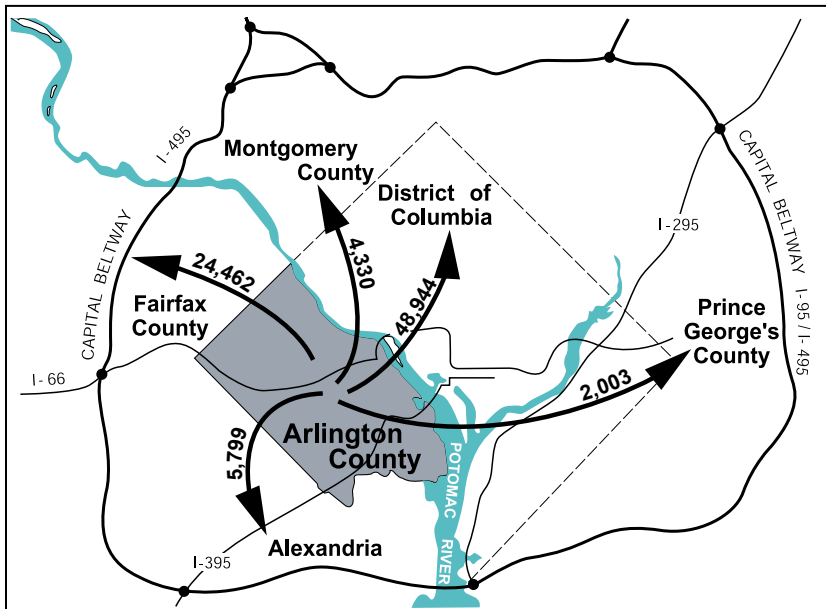 I-495
Montgomery
County
District of
Columbia
CAPITAL BELTWAY
I-295
CAPITAL BELTWAY I-95 / I-495
24,462
4,330
48,944
Fairfax
County
Prince
George's
County
I-66
2,003
5,799
Arlington
County
POTOMAC
RIVER
Alexandria
I-395